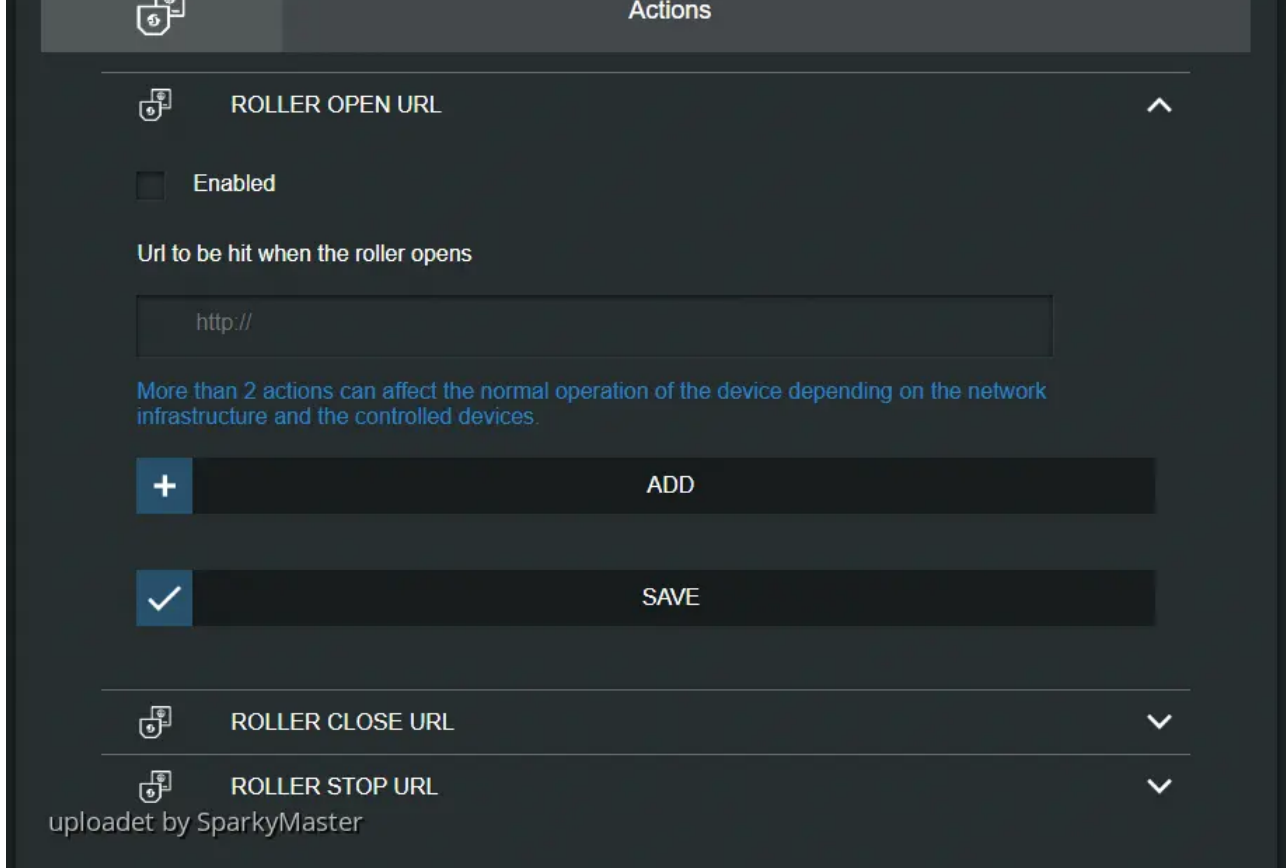 Actions
ROLLER OPEN URL
Enabled
Url to be hit when the roller opens
http://
More than 2 actions can affect the normal operation of the device depending on the network
infrastructure and the controlled devices.
ADD
SAVE
ROLLER CLOSE URL
ROLLER STOP URL
uploadet by SparkyMaster